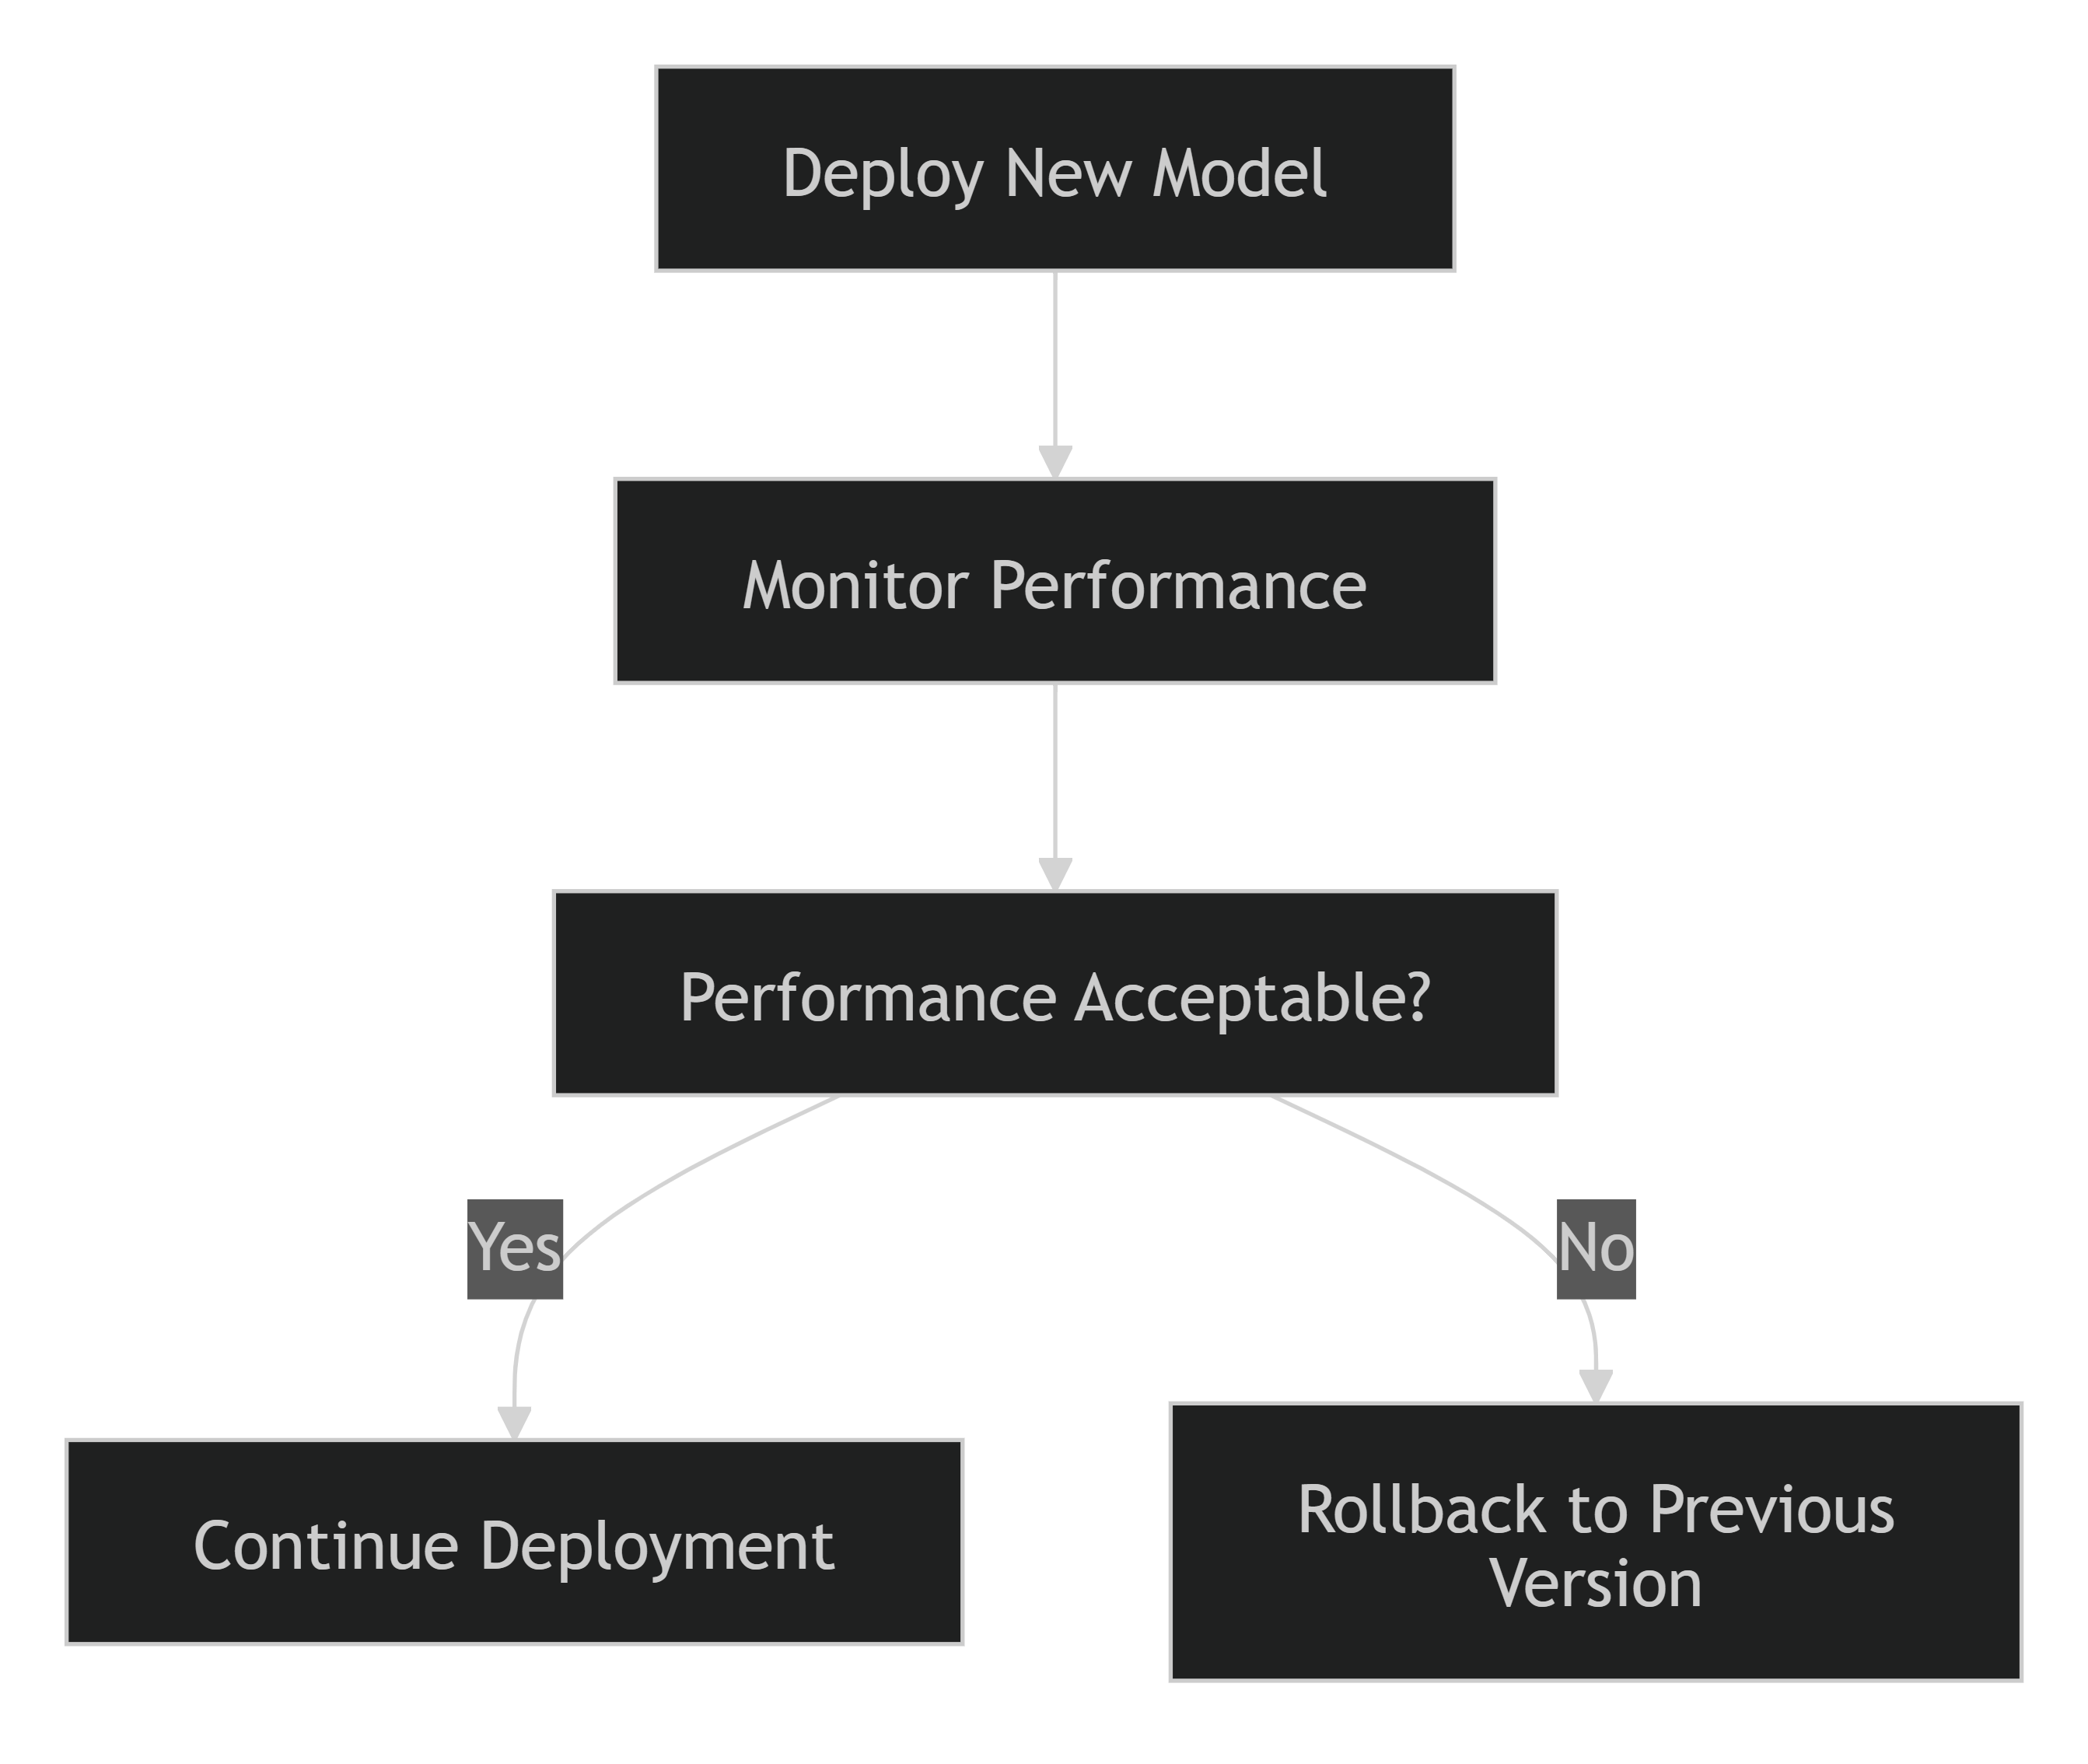 Deploy New Model
Monitor Performance
Performance Acceptable?
Yes
No
Continue Deployment
Rollback to Previous
Version